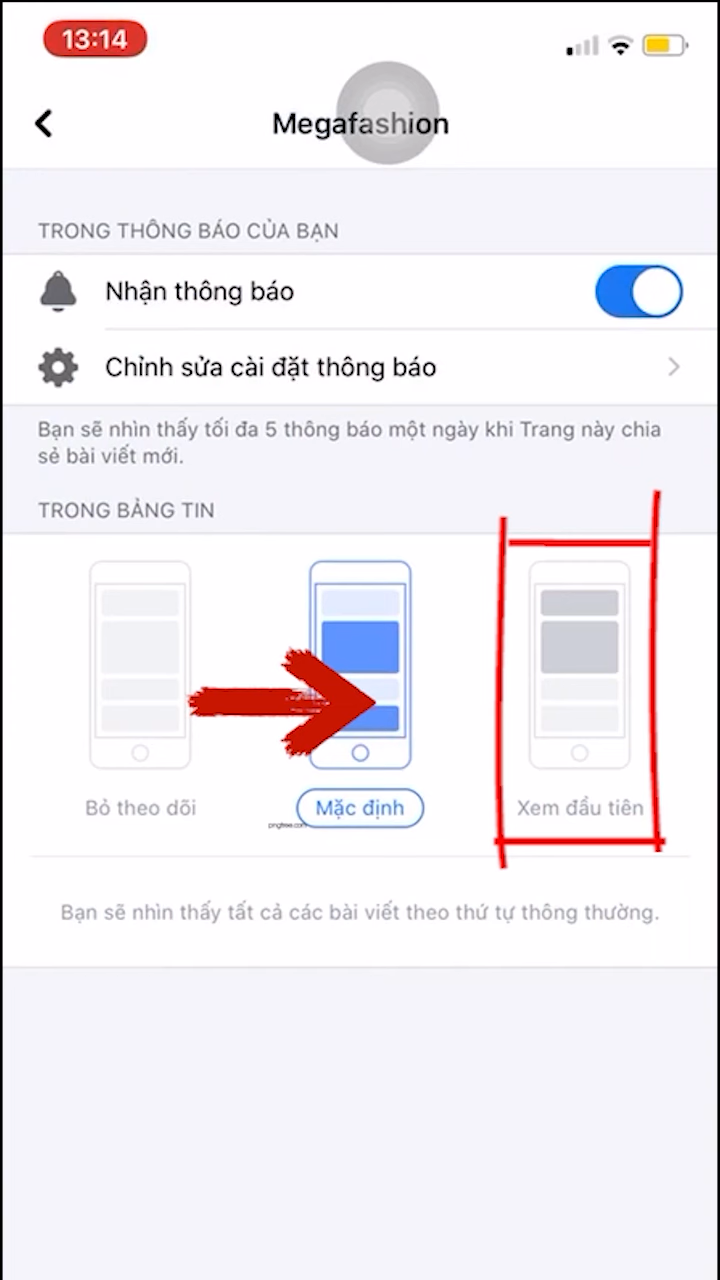 13:14
Megafashion
TRONG THÔNG BÁO CỦA BẠN
Nhận thông báo
Chỉnh sửa cài đặt thông báo
Bạn sẽ nhìn thấy tối đa 5 thông báo một ngày khi Trang này chia
sẻ bài viết mới.
TRONG BẢNG TIN
Bỏ theo dõi
Mặc định
Xem đầu tiên
pngtree.com
Bạn sẽ nhìn thấy tất cả các bài viết theo thứ tự thông thường.